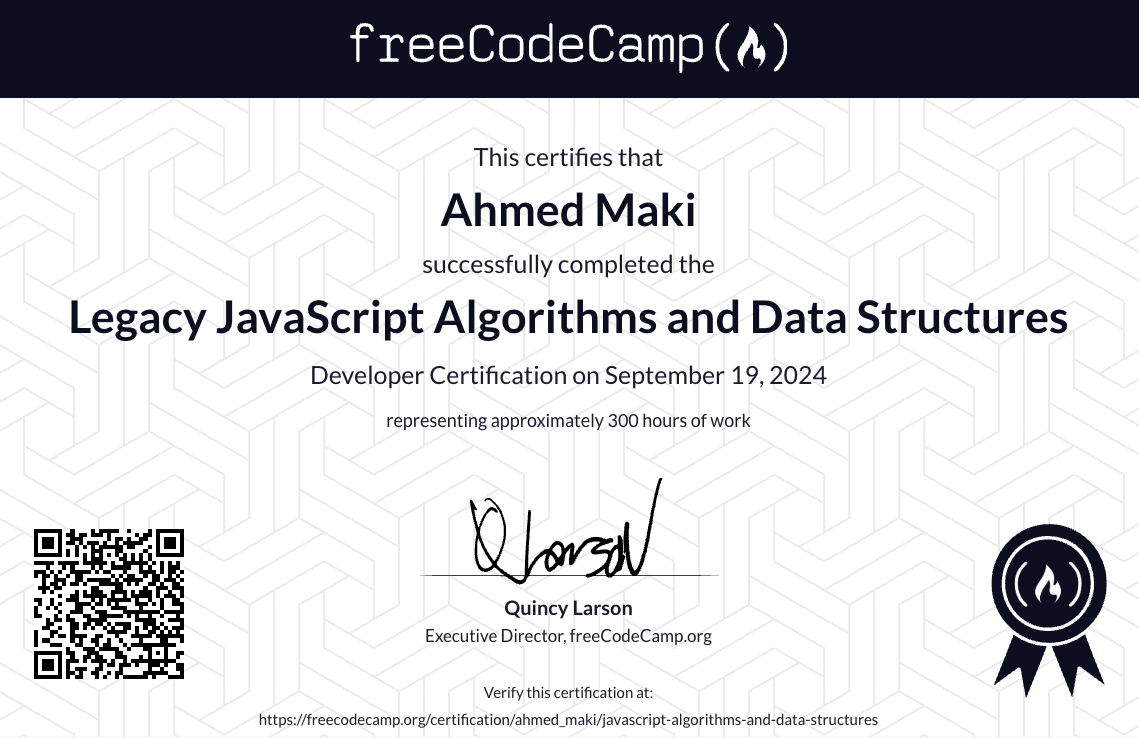 freeCodeCamp
This certifies that
Ahmed Maki
successfully completed the
Legacy JavaScript Algorithms and Data Structures
Developer Certification on September 19, 2024
representing approximately 300 hours of work
Quincy Larson
Executive Director, freeCodeCamp.org
Verify this certification at:
https://freecodecamp.org/certification/ahmed_maki/javascript-algorithms-and-data-structures